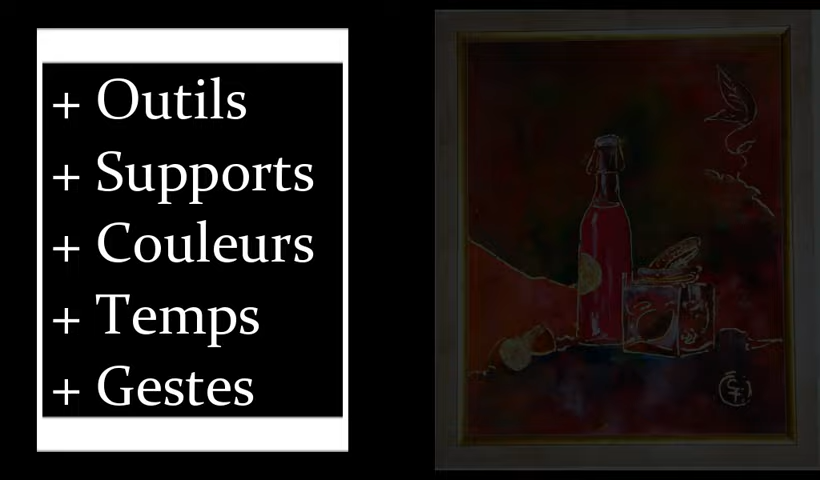 + Outils
+ Supports
+ Couleurs
+ Temps
+ Gestes